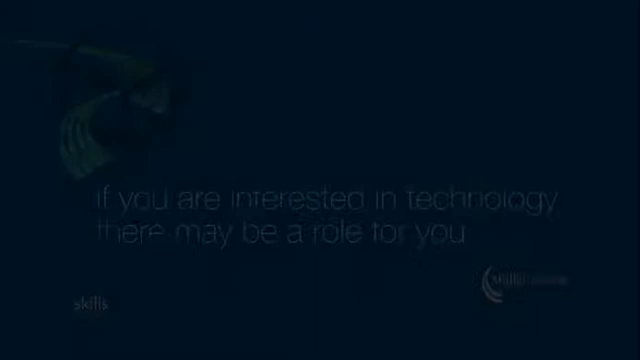 If you are interested in technology
there may be a role for you
skills